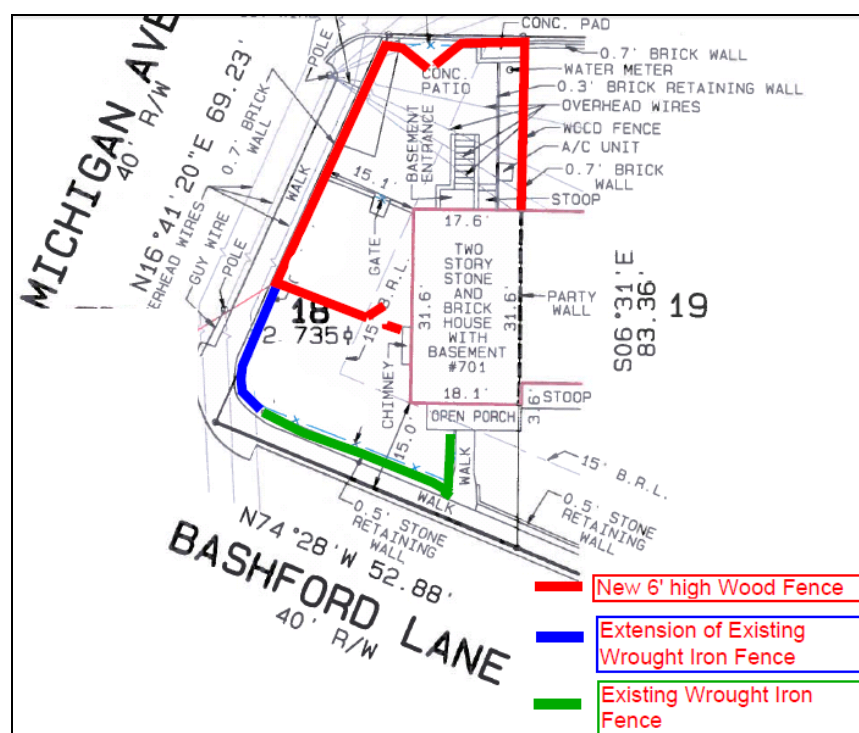 CONC. PAD
0.7' BRICK WALL
WATER METER
0.3' BRICK RETAINING WALL
OVERHEAD WIRES
WOOD FENCE
A/C UNIT
0.7' BRICK
WALL
STOOP
CONC.
PATIO
BASEMENT
ENTRANCE
POLE
MICHIGAN AVE
40' R/W
N16°41'20"E 69.23'
0.7' BRICK
WALL
WALK
OVERHEAD WIRES
GUY WIRE
POLE
15.1'
GATE
15' B.R.L.
17.6'
TWO
STORY
STONE
AND
BRICK
HOUSE
WITH
BASEMENT
#701
31.6'
31.6'
18.1'
PARTY
WALL
S06°31'E
83.36'
19
18
2,735
CHIMNEY
OPEN PORCH
3.6'
STOOP
15.0'
WALK
WALK
15' B.R.L.
0.5' STONE
RETAINING
WALL
0.5' STONE
RETAINING
WALL
N74°28'W 52.88'
BASHFORD LANE
40' R/W
New 6' high Wood Fence
Extension of Existing
Wrought Iron Fence
Existing Wrought Iron
Fence